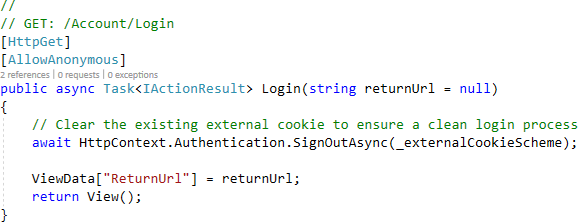 //
// GET: /Account/Login
[HttpGet]
[AllowAnonymous]
2 references | 0 requests | 0 exceptions
public async Task<IActionResult> Login(string returnUrl = null)
{
// Clear the existing external cookie to ensure a clean login process
await HttpContext.Authentication.SignOutAsync(_externalCookieScheme);
ViewData["ReturnUrl"] = returnUrl;
return View();
}